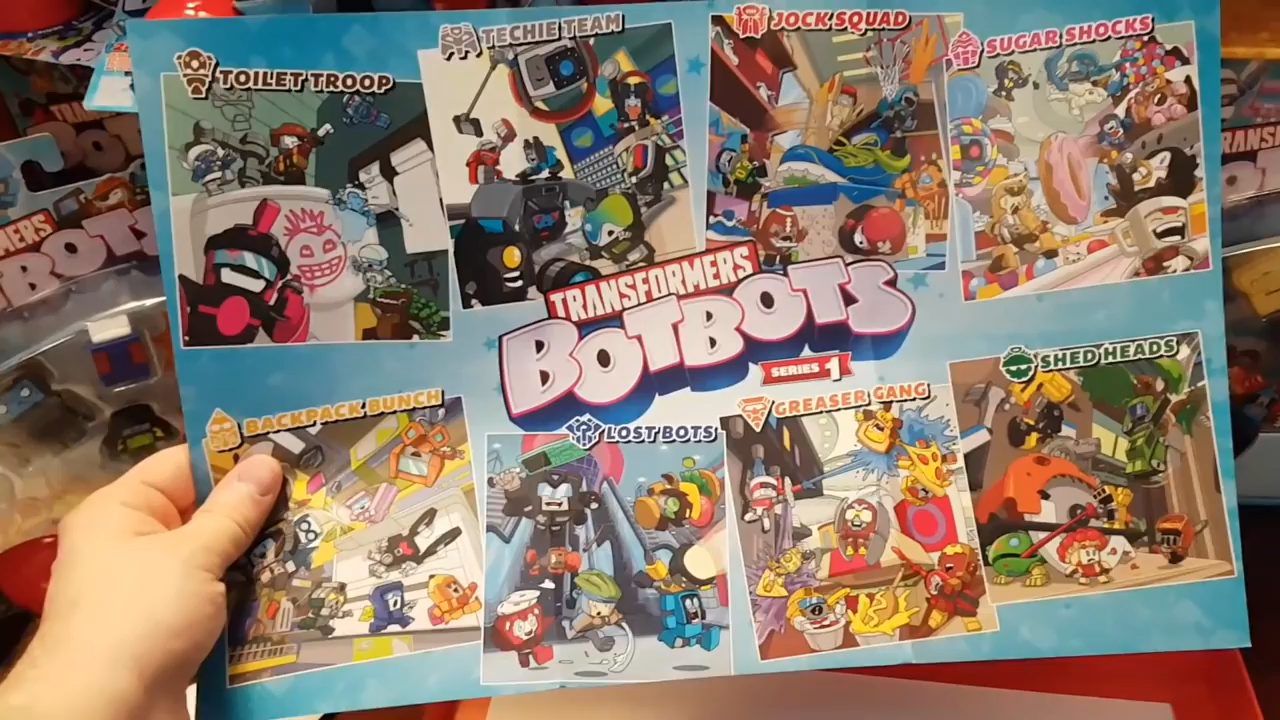 TOILET TROOP
TECHIE TEAM
JOCK SQUAD
SUGAR SHOCKS
TRANSFORMERS
BOTBOTS
SERIES 1
BACKPACK BUNCH
LOST BOTS
GREASER GANG
SHED HEADS